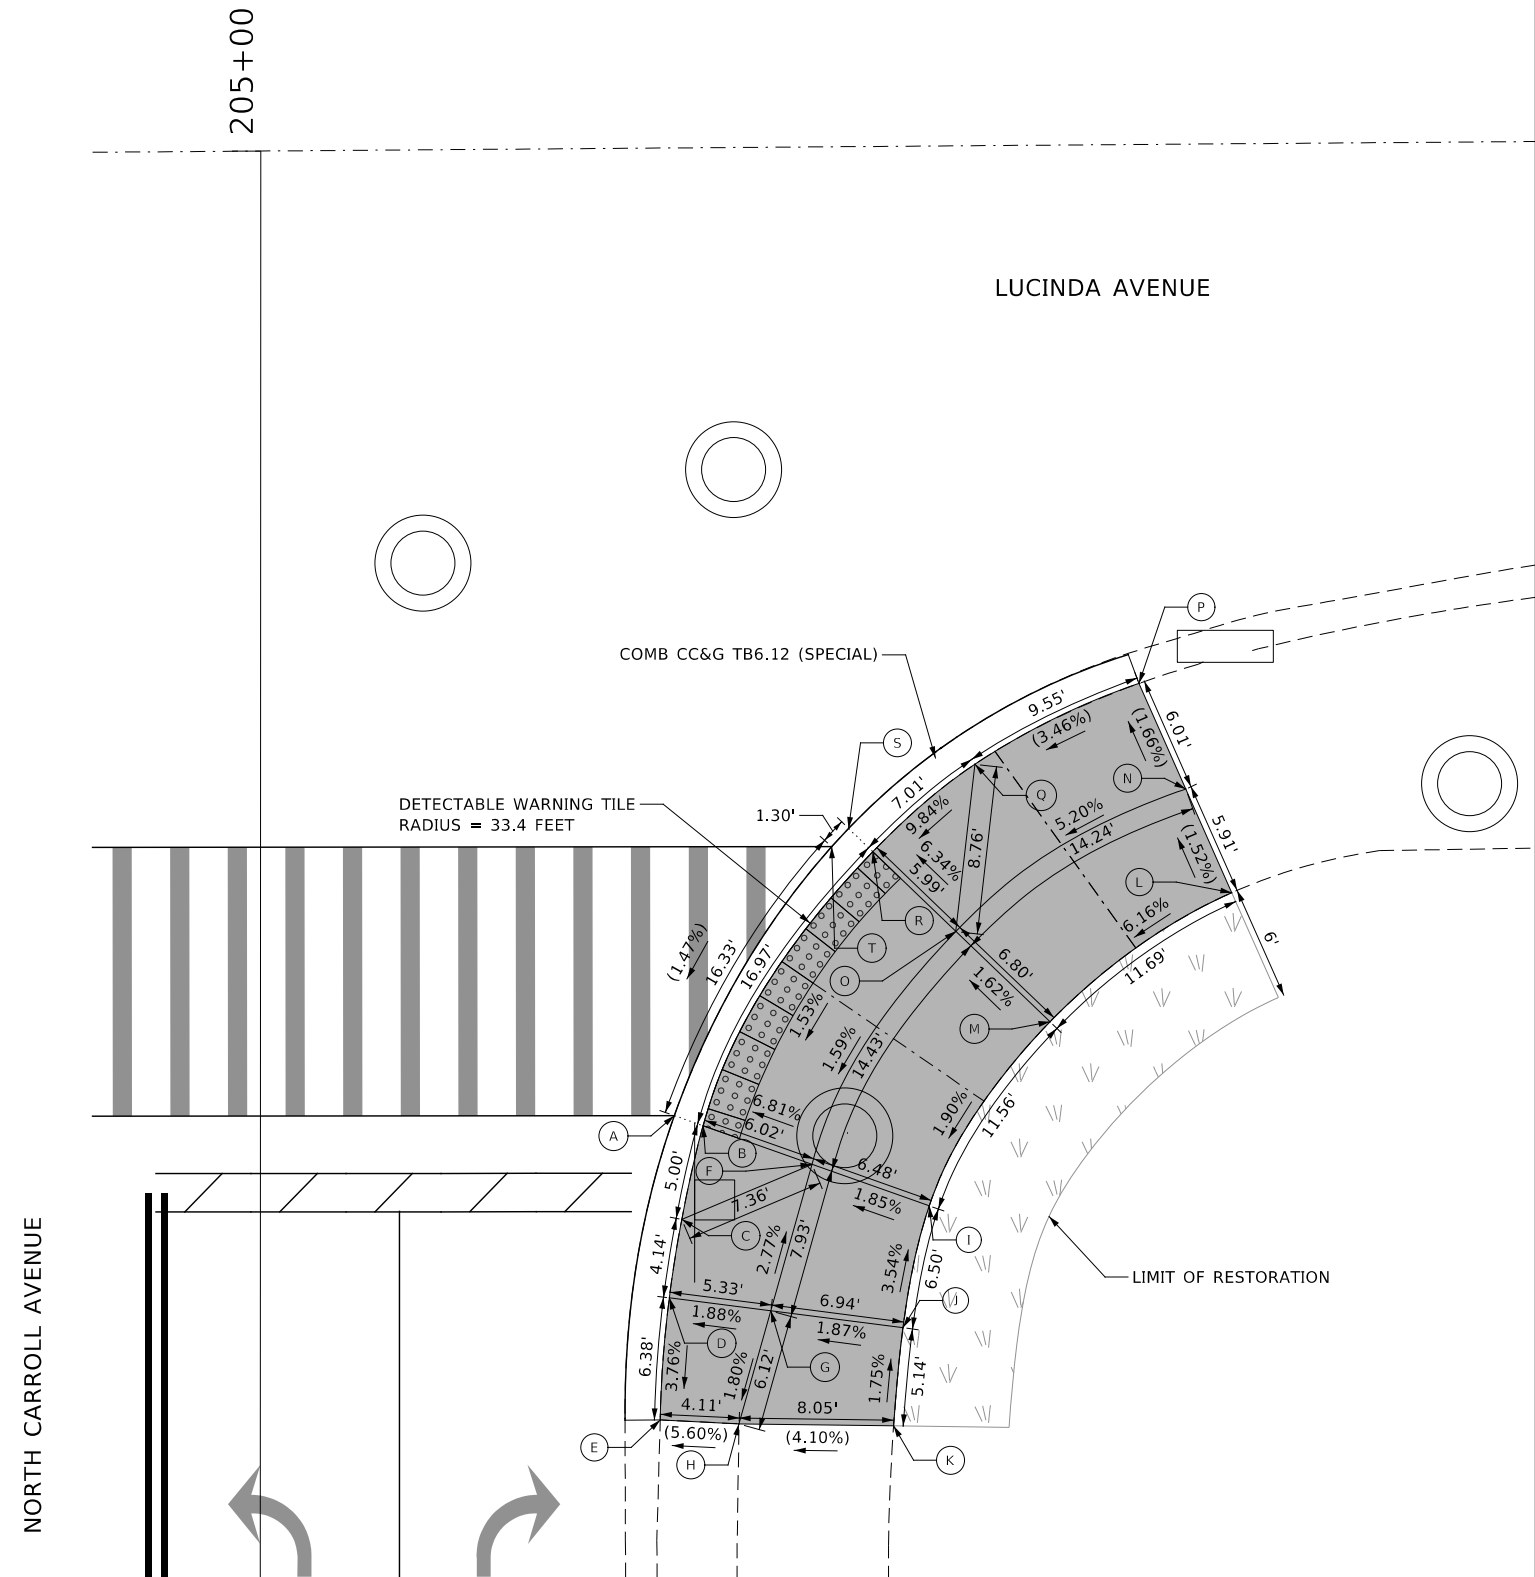 205+00
LUCINDA AVENUE
P
COMB CC&G TB6.12 (SPECIAL)
9.55'
(3.46%)
(1.66%)
6.01'
S
N
Q
7.01'
DETECTABLE WARNING TILE
RADIUS = 33.4 FEET
1.30'
9.84%
5.20%
14.24'
5.91'
6.34%
5.99'
8.76'
(1.52%)
L
R
6.16%
6'
T
(1.47%)
16.33'
16.97'
O
6.80'
1.62%
11.69'
M
1.53%
1.59%
14.43'
6.81%
6.02'
1.90%
11.56'
A
B
F
6.48'
5.00'
7.36'
1.85%
C
I
4.14'
2.77%
7.93'
3.54%
6.50'
LIMIT OF RESTORATION
5.33'
6.94'
J
1.88%
1.87%
D
G
6.38'
3.76%
1.80%
6.12'
1.75%
5.14'
4.11'
8.05'
(5.60%)
(4.10%)
E
H
K
NORTH CARROLL AVENUE